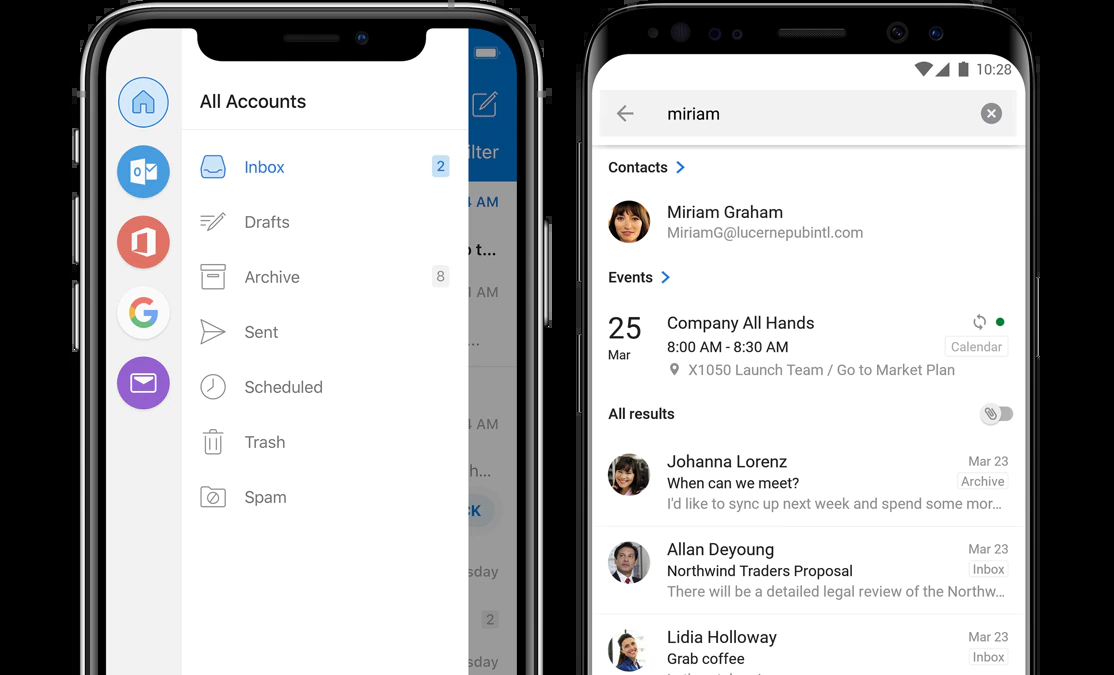 All Accounts
Inbox 2
Drafts
Archive 8
Sent
Scheduled
Trash
Spam
ilter
AM
t...
AM
...
AM
h...
CK
sday
2
sday
10:28
miriam
Contacts
Miriam Graham
MiriamG@lucernepubintl.com
Events
25 Company All Hands
Mar 8:00 AM - 8:30 AM Calendar
X1050 Launch Team / Go to Market Plan
All results
Johanna Lorenz Mar 23
When can we meet? Archive
I'd like to sync up next week and spend some mor...
Allan Deyoung Mar 23
Northwind Traders Proposal Inbox
There will be a detailed legal review of the Northw...
Lidia Holloway Mar 23
Grab coffee Inbox